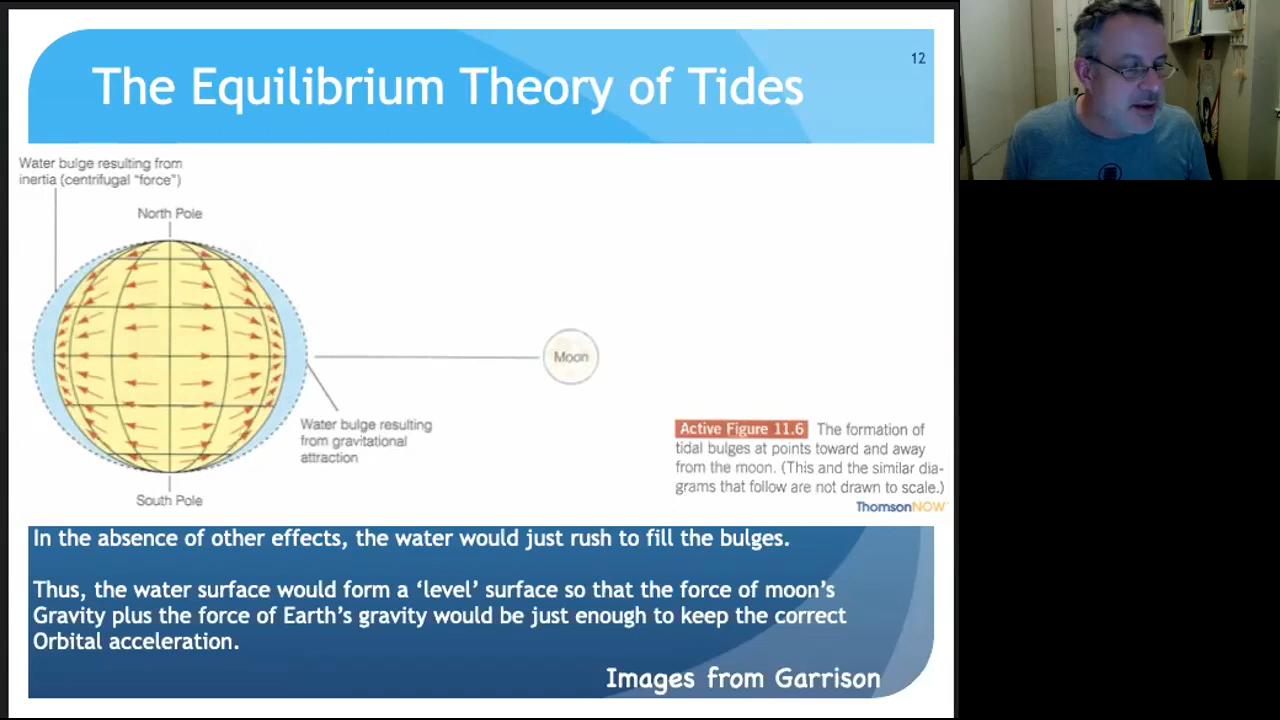 12
The Equilibrium Theory of Tides
Water bulge resulting from
inertia (centrifugal “force”)
North Pole
Moon
Water bulge resulting
from gravitational
attraction
South Pole
Active Figure 11.6 The formation of
tidal bulges at points toward and away
from the moon. (This and the similar dia-
grams that follow are not drawn to scale.)
ThomsonNOW
In the absence of other effects, the water would just rush to fill the bulges.
Thus, the water surface would form a ‘level’ surface so that the force of moon’s
Gravity plus the force of Earth’s gravity would be just enough to keep the correct
Orbital acceleration.
Images from Garrison